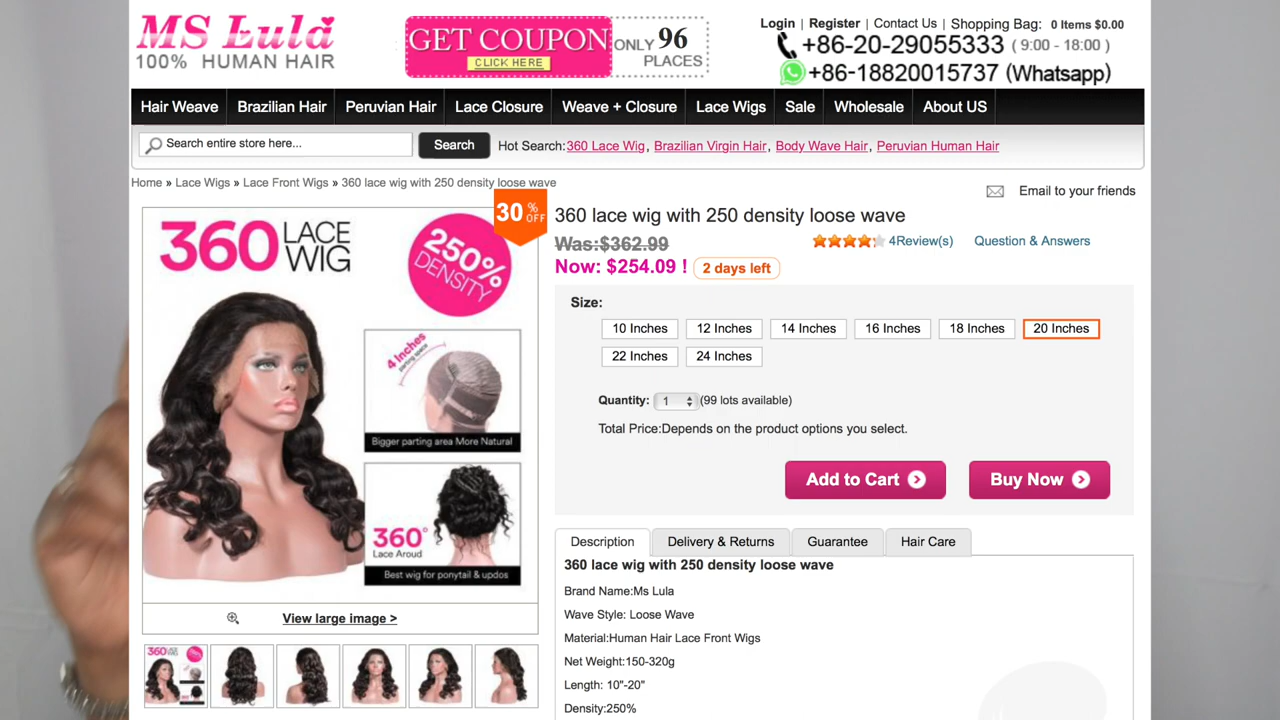 MS Lula
100% HUMAN HAIR
GET COUPON
CLICK HERE
ONLY 96
PLACES
Login | Register | Contact Us | Shopping Bag: 0 Items $0.00
+86-20-29055333 ( 9:00 - 18:00 )
+86-18820015737 (Whatsapp)
Hair Weave Brazilian Hair Peruvian Hair Lace Closure Weave + Closure Lace Wigs Sale Wholesale About US
Search entire store here... Search Hot Search:360 Lace Wig, Brazilian Virgin Hair, Body Wave Hair, Peruvian Human Hair
Home » Lace Wigs » Lace Front Wigs » 360 lace wig with 250 density loose wave
Email to your friends
30 % OFF
360 LACE WIG
250% DENSITY
4 Inches
parting space
Bigger parting area More Natural
360°
Lace Aroud
Best wig for ponytail & updos
View large image >
360 LACE WIG
360 lace wig with 250 density loose wave
Was:$362.99
4Review(s) Question & Answers
Now: $254.09 ! 2 days left
Size:
10 Inches 12 Inches 14 Inches 16 Inches 18 Inches 20 Inches
22 Inches 24 Inches
Quantity: 1 (99 lots available)
Total Price:Depends on the product options you select.
Add to Cart Buy Now
Description Delivery & Returns Guarantee Hair Care
360 lace wig with 250 density loose wave
Brand Name:Ms Lula
Wave Style: Loose Wave
Material:Human Hair Lace Front Wigs
Net Weight:150-320g
Length: 10"-20"
Density:250%